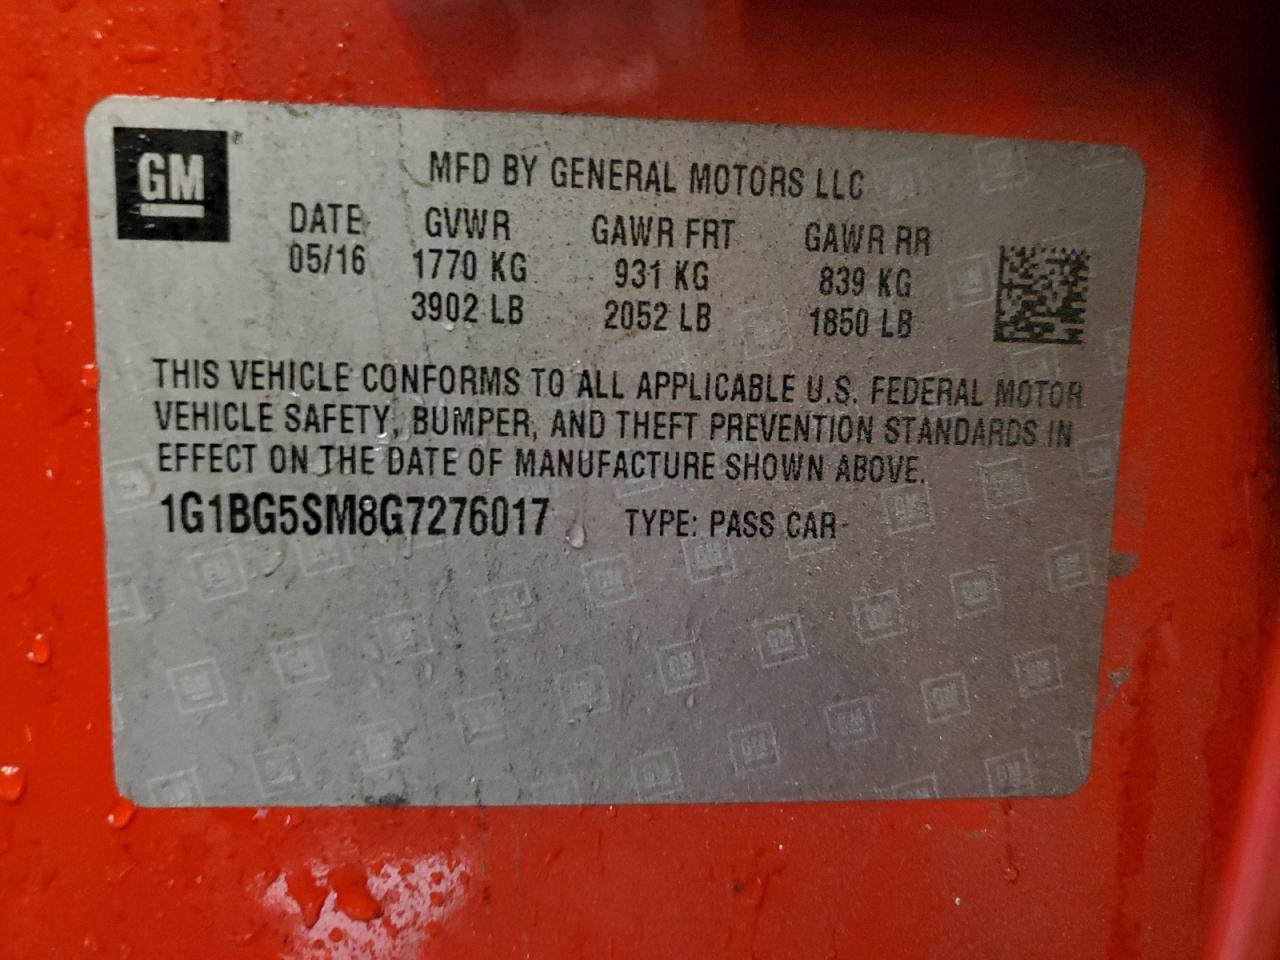 GM®
MFD BY GENERAL MOTORS LLC
DATE GVWR GAWR FRT GAWR RR
05/16 1770 KG 931 KG 839 KG
3902 LB 2052 LB 1850 LB
THIS VEHICLE CONFORMS TO ALL APPLICABLE U.S. FEDERAL MOTOR
VEHICLE SAFETY, BUMPER, AND THEFT PREVENTION STANDARDS IN
EFFECT ON THE DATE OF MANUFACTURE SHOWN ABOVE.
1G1BG5SM8G7276017 TYPE: PASS CAR